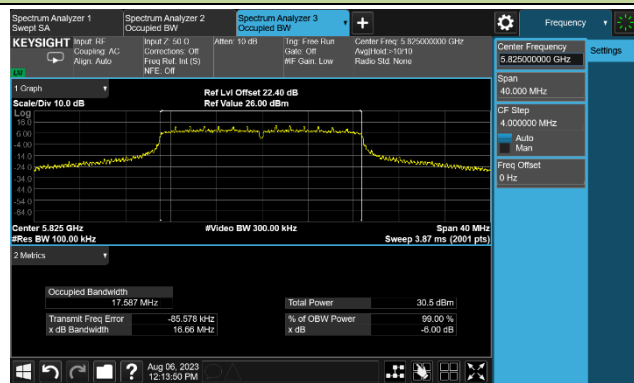 Spectrum Analyzer 1
Swept SA
Spectrum Analyzer 2
Occupied BW
Spectrum Analyzer 3
Occupied BW
Frequency
KEYSIGHT
Input: RF
Coupling: AC
Align: Auto
Input Z: 50 Ω
Corrections: Off
Freq Ref: Int (S)
NFE: Off
Atten: 10 dB
Trig: Free Run
Gate: Off
#IF Gain: Low
Center Freq: 5.825000000 GHz
Avg|Hold:>10/10
Radio Std: None
LXI
Center Frequency
5.825000000 GHz
Settings
Span
40.000 MHz
CF Step
4.000000 MHz
Auto
Man
Freq Offset
0 Hz
1 Graph
Scale/Div 10.0 dB
Ref Lvl Offset 22.40 dB
Ref Value 26.00 dBm
Log
16.0
6.00
-4.00
-14.0
-24.0
-34.0
-44.0
-54.0
-64.0
Center 5.825 GHz
#Res BW 100.00 kHz
#Video BW 300.00 kHz
Span 40 MHz
Sweep 3.87 ms (2001 pts)
2 Metrics
Occupied Bandwidth
17.587 MHz
Total Power 30.5 dBm
Transmit Freq Error -85.578 kHz
% of OBW Power 99.00 %
x dB Bandwidth 16.66 MHz
x dB -6.00 dB
Aug 06, 2023
12:13:50 PM